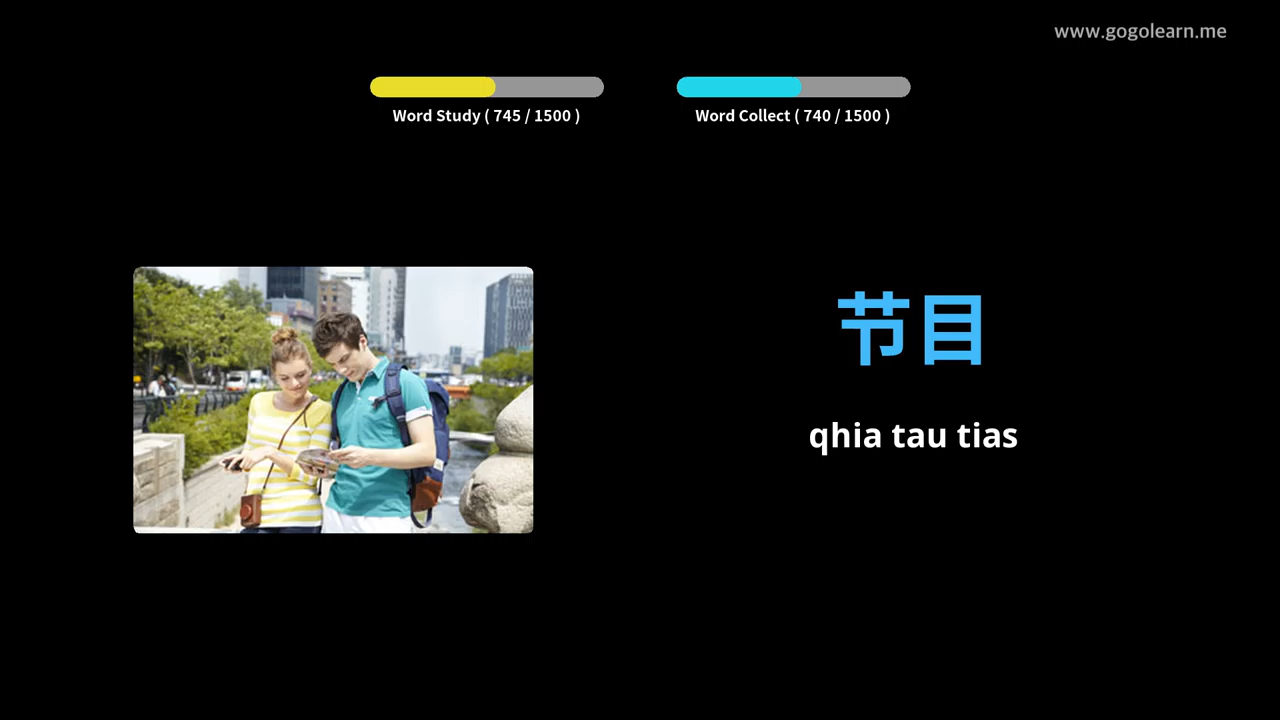 www.gogolearn.me
Word Study ( 745 / 1500 )
Word Collect ( 740 / 1500 )
节目
qhia tau tias